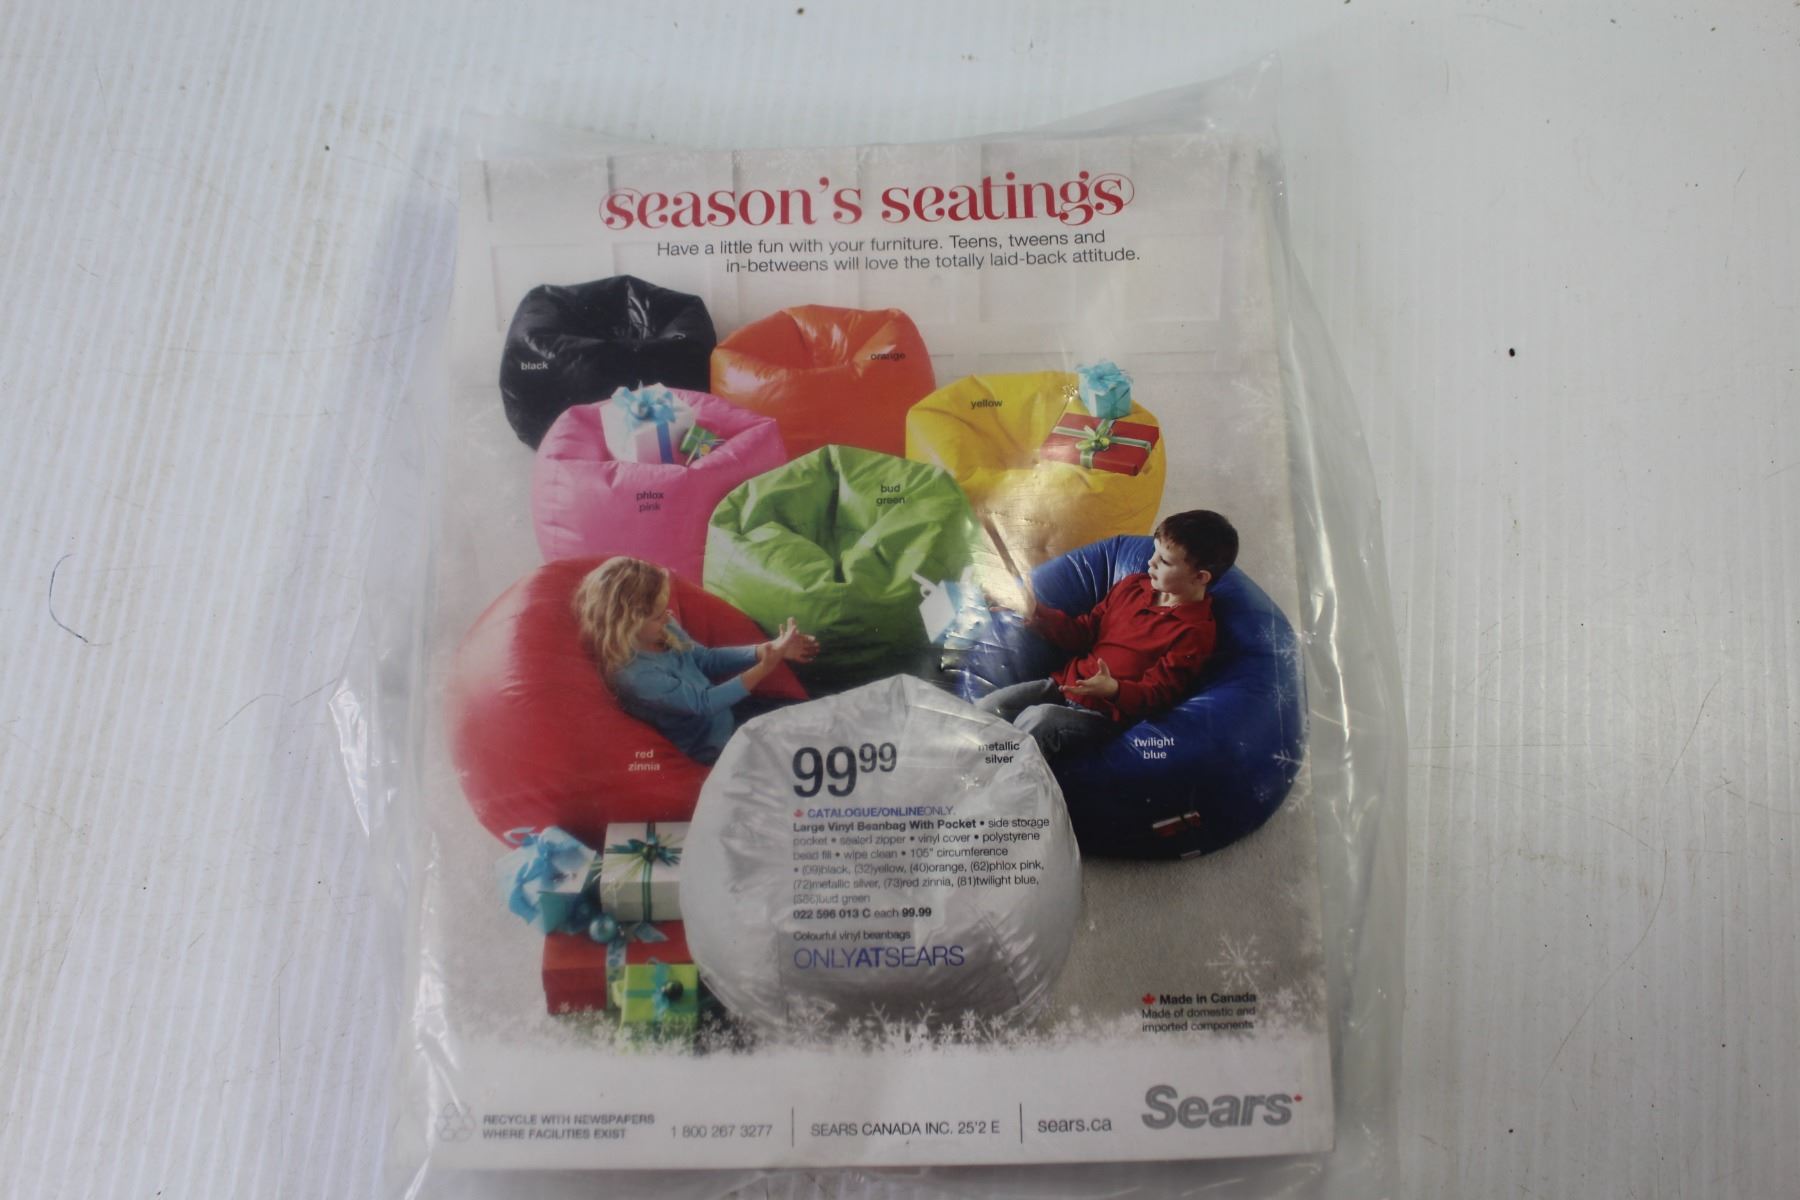 season's seatings
Have a little fun with your furniture. Teens, tweens and
in-betweens will love the totally laid-back attitude.
black
orange
yellow
phlox
pink
bud
green
red
zinnia
metallic
silver
twilight
blue
99⁹⁹
CATALOGUE/ONLINEONLY.
Large Vinyl Beanbag With Pocket • side storage
pocket • sealed zipper • vinyl cover • polystyrene
bead fill • wipe clean • 105" circumference
• (09)black, (32)yellow, (40)orange, (62)phlox pink,
(72)metallic silver, (73)red zinnia, (81)twilight blue,
bud green
022 596 013 C each 99.99
Colourful vinyl beanbags
ONLYATSEARS
Made in Canada
Made of domestic and
imported components
RECYCLE WITH NEWSPAPERS
WHERE FACILITIES EXIST
1 800 267 3277
SEARS CANADA INC. 25'2 E
sears.ca
Sears